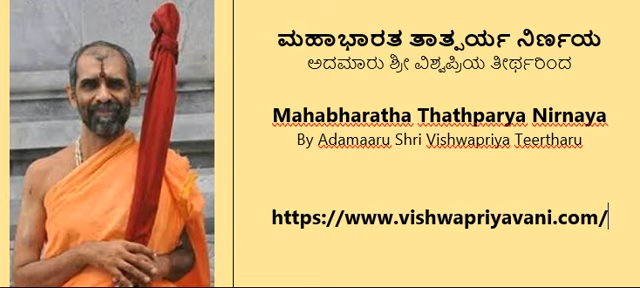 ಮಹಾಭಾರತ ತಾತ್ಪರ್ಯ ನಿರ್ಣಯ
ಅದಮಾರು ಶ್ರೀ ವಿಶ್ವಪ್ರಿಯ ತೀರ್ಥರಿಂದ
Mahabharatha Thathparya Nirnaya
By Adamaaru Shri Vishwapriya Teertharu
https://www.vishwapriyavani.com/